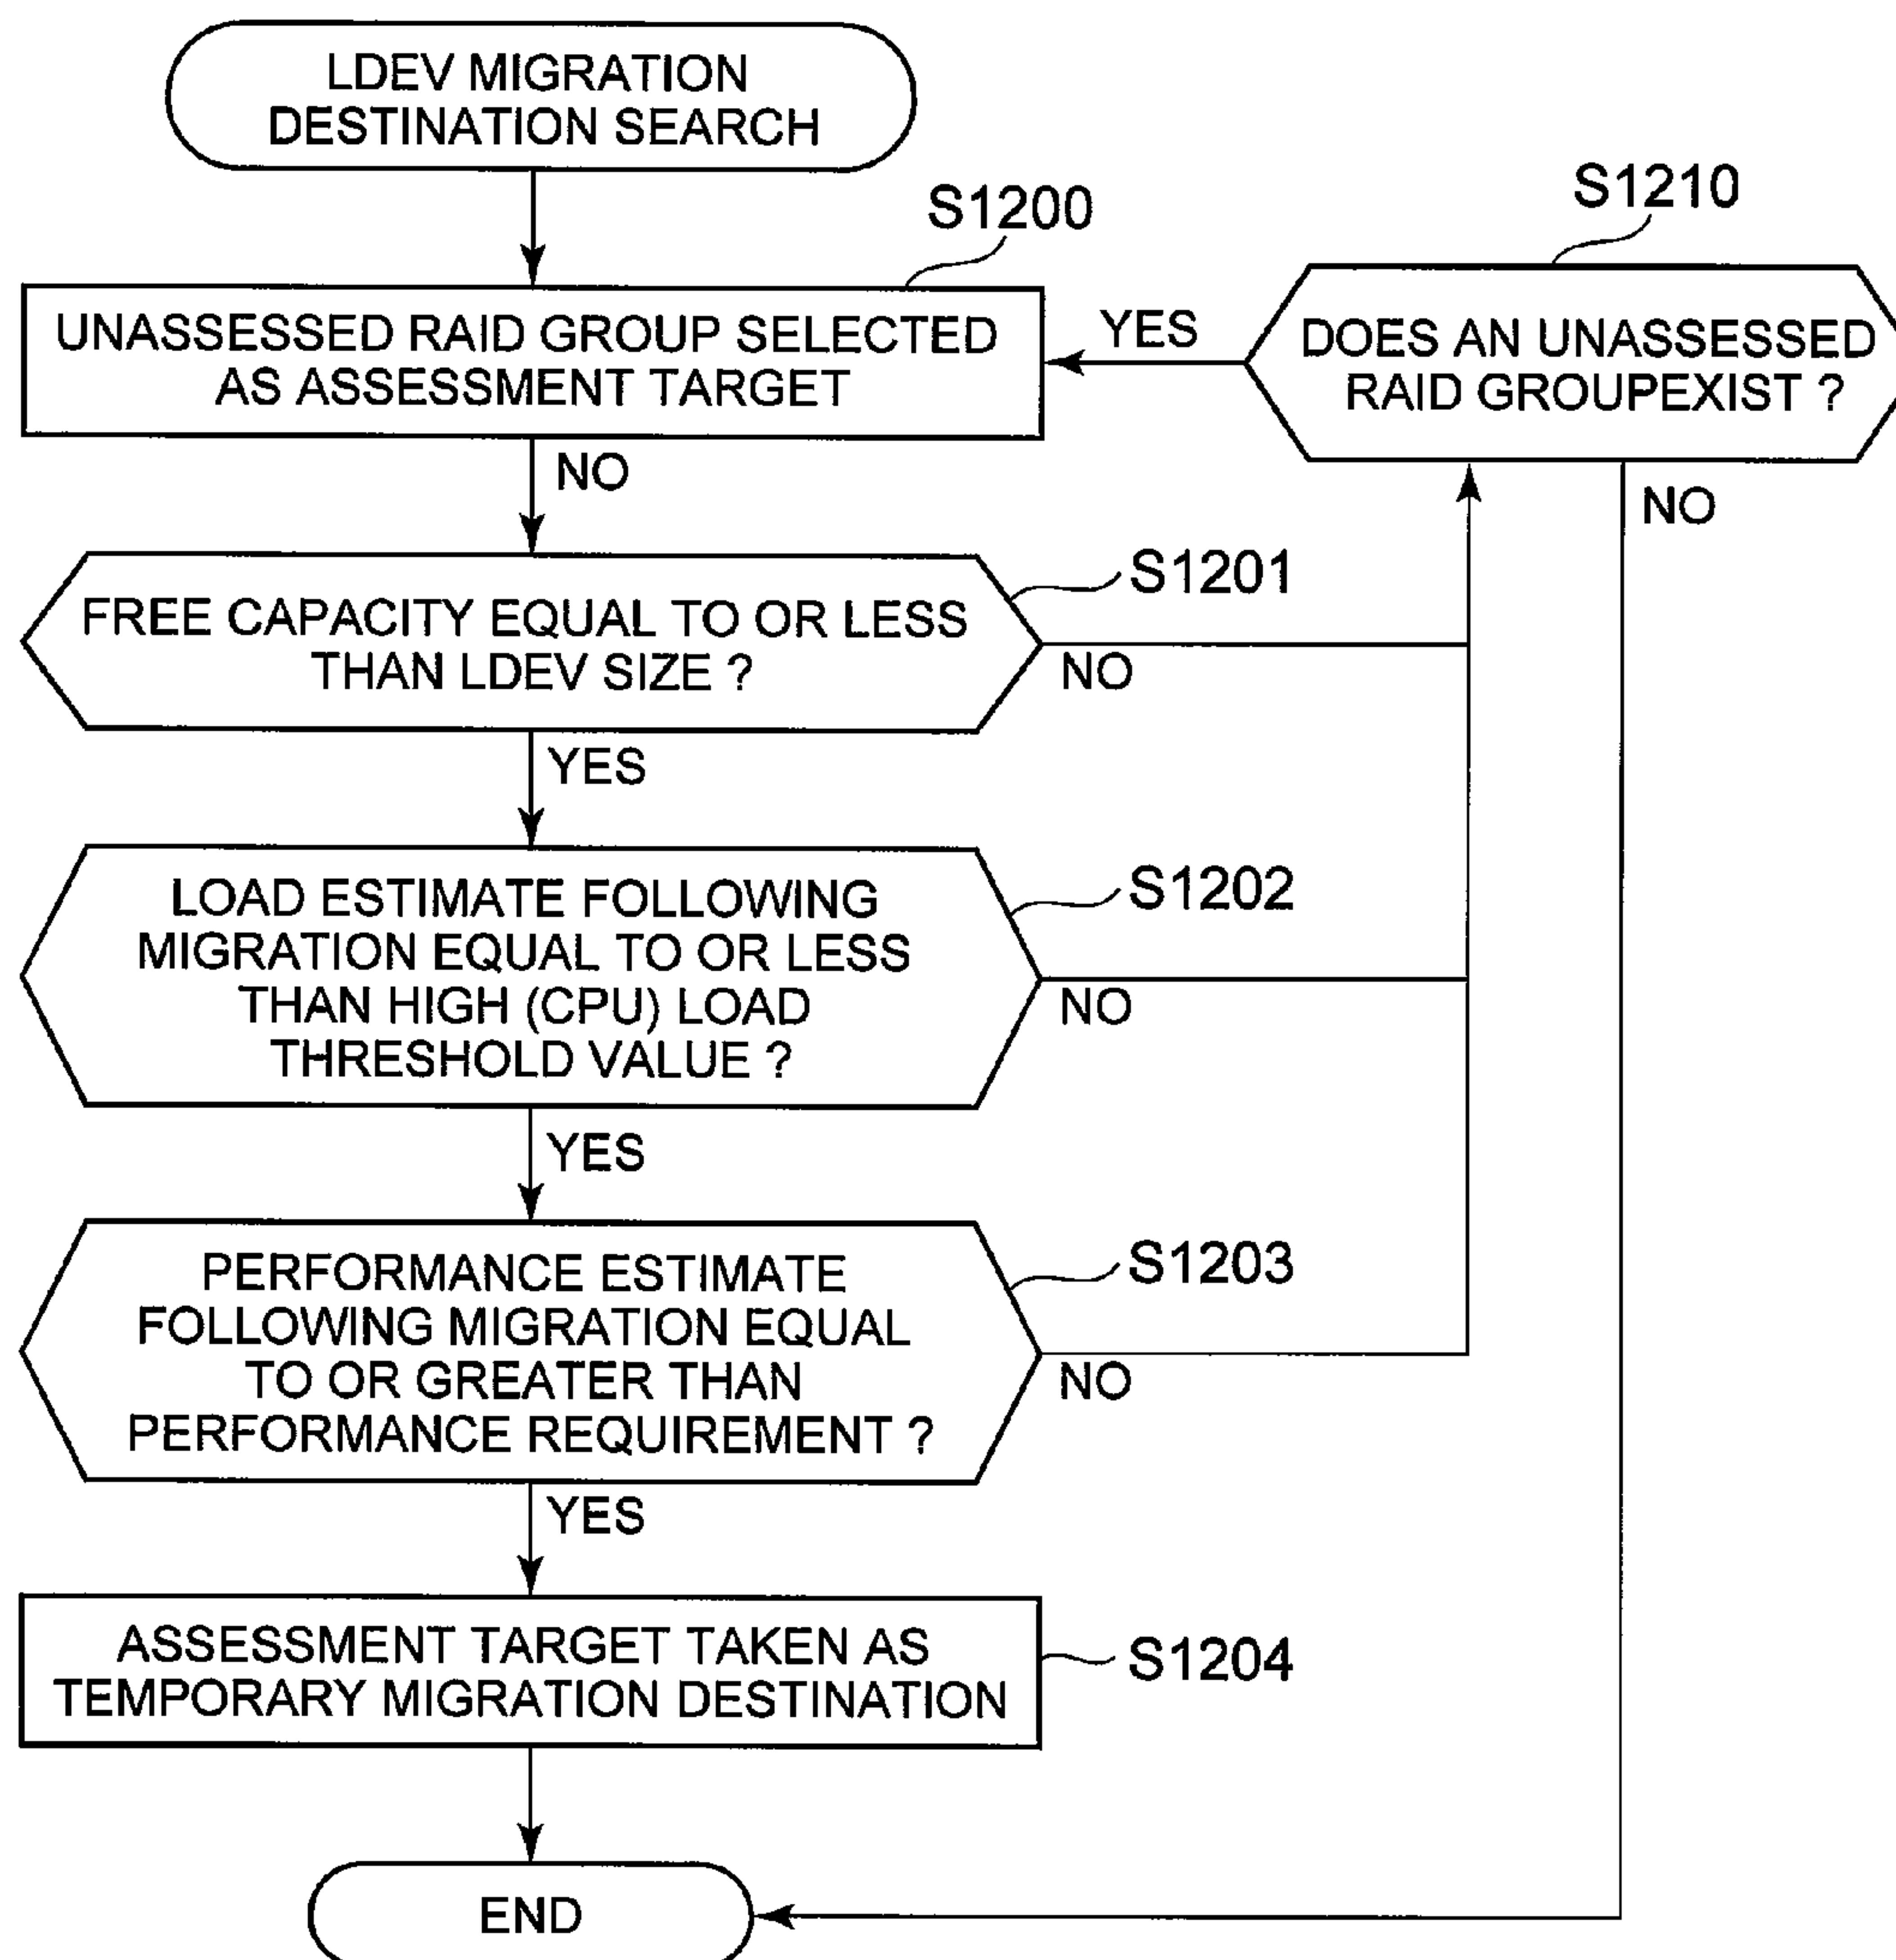 LDEV MIGRATION
DESTINATION SEARCH
S1200
S1210
UNASSESSED RAID GROUP SELECTED
AS ASSESSMENT TARGET
YES
DOES AN UNASSESSED
RAID GROUPEXIST ?
NO
NO
S1201
FREE CAPACITY EQUAL TO OR LESS
THAN LDEV SIZE ?
NO
YES
S1202
LOAD ESTIMATE FOLLOWING
MIGRATION EQUAL TO OR LESS
THAN HIGH (CPU) LOAD
THRESHOLD VALUE ?
NO
YES
S1203
PERFORMANCE ESTIMATE
FOLLOWING MIGRATION EQUAL
TO OR GREATER THAN
PERFORMANCE REQUIREMENT ?
NO
YES
ASSESSMENT TARGET TAKEN AS
TEMPORARY MIGRATION DESTINATION
S1204
END